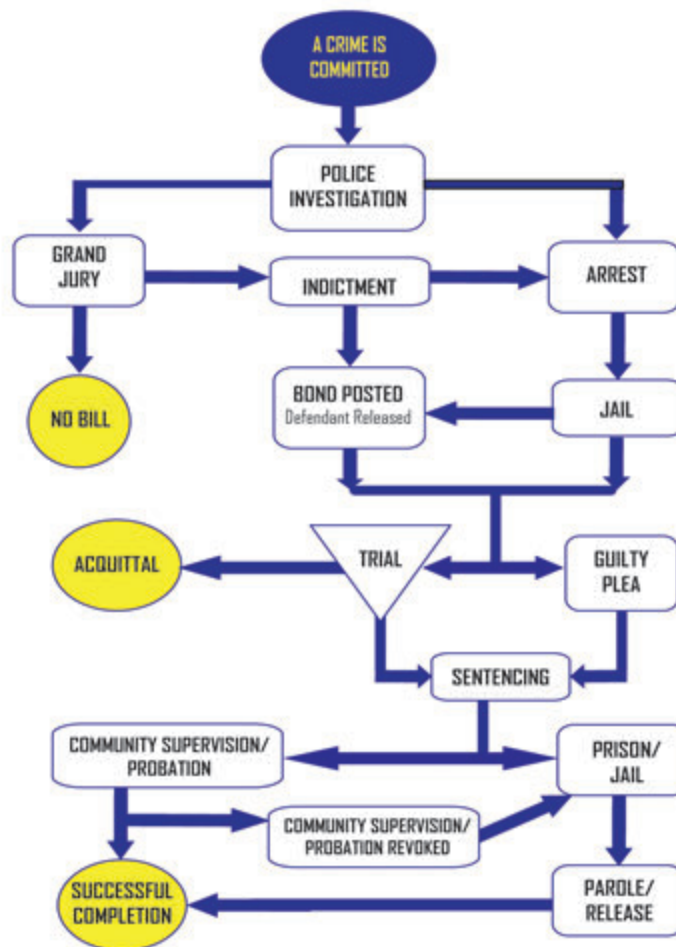 A CRIME IS
COMMITTED
POLICE
INVESTIGATION
GRAND
JURY
INDICTMENT
ARREST
NO BILL
BOND POSTED
Defendant Released
JAIL
ACQUITTAL
TRIAL
GUILTY
PLEA
SENTENCING
COMMUNITY SUPERVISION/
PROBATION
PRISON/
JAIL
COMMUNITY SUPERVISION/
PROBATION REVOKED
SUCCESSFUL
COMPLETION
PAROLE/
RELEASE